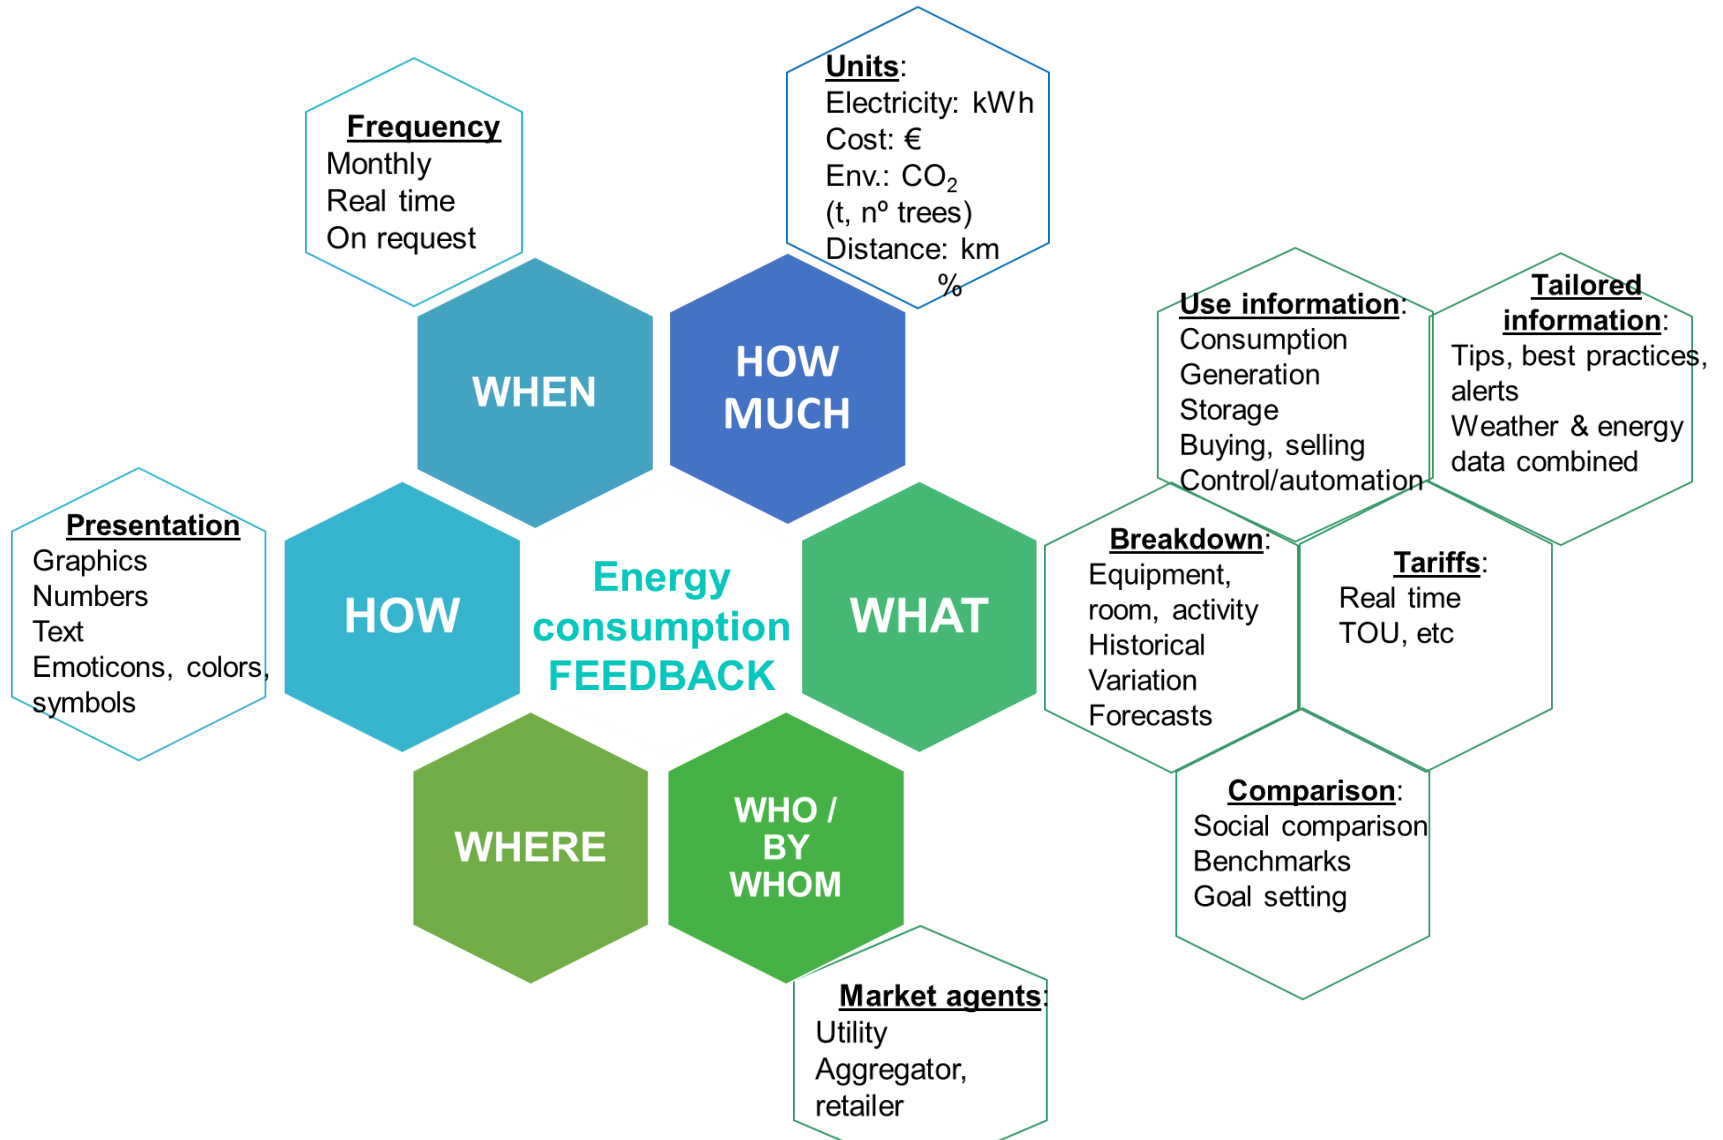 Frequency
Monthly
Real time
On request
Units:
Electricity: kWh
Cost: €
Env.: CO₂
(t, nº trees)
Distance: km
%
WHEN
HOW
MUCH
Use information:
Consumption
Generation
Storage
Buying, selling
Control/automation
Tailored
information:
Tips, best practices,
alerts
Weather & energy
data combined
Presentation
Graphics
Numbers
Text
Emoticons, colors,
symbols
HOW
Energy
consumption
FEEDBACK
WHAT
Breakdown:
Equipment,
room, activity
Historical
Variation
Forecasts
Tariffs:
Real time
TOU, etc
WHERE
WHO /
BY
WHOM
Comparison:
Social comparison
Benchmarks
Goal setting
Market agents:
Utility
Aggregator,
retailer